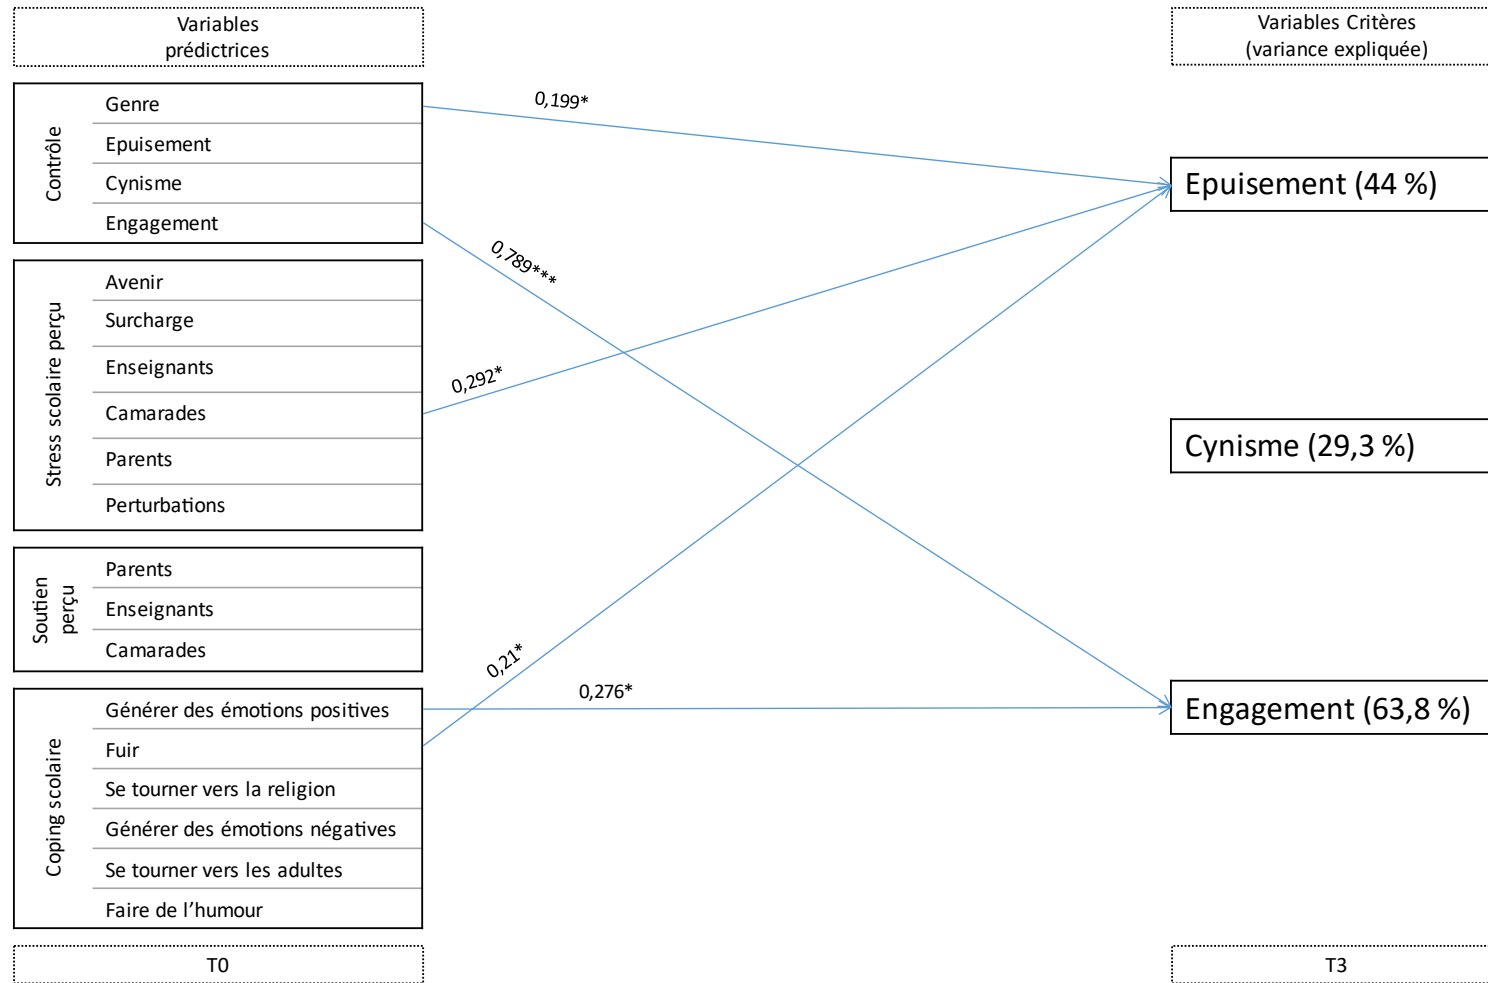 Variables
prédictrices
Variables Critères
(variance expliquée)
Contrôle
Genre
Epuisement
Cynisme
Engagement
Stress scolaire perçu
Avenir
Surcharge
Enseignants
Camarades
Parents
Perturbations
Soutien
perçu
Parents
Enseignants
Camarades
Coping scolaire
Générer des émotions positives
Fuir
Se tourner vers la religion
Générer des émotions négatives
Se tourner vers les adultes
Faire de l’humour
0,199*
0,789***
0,292*
0,21*
0,276*
Epuisement (44 %)
Cynisme (29,3 %)
Engagement (63,8 %)
T0
T3